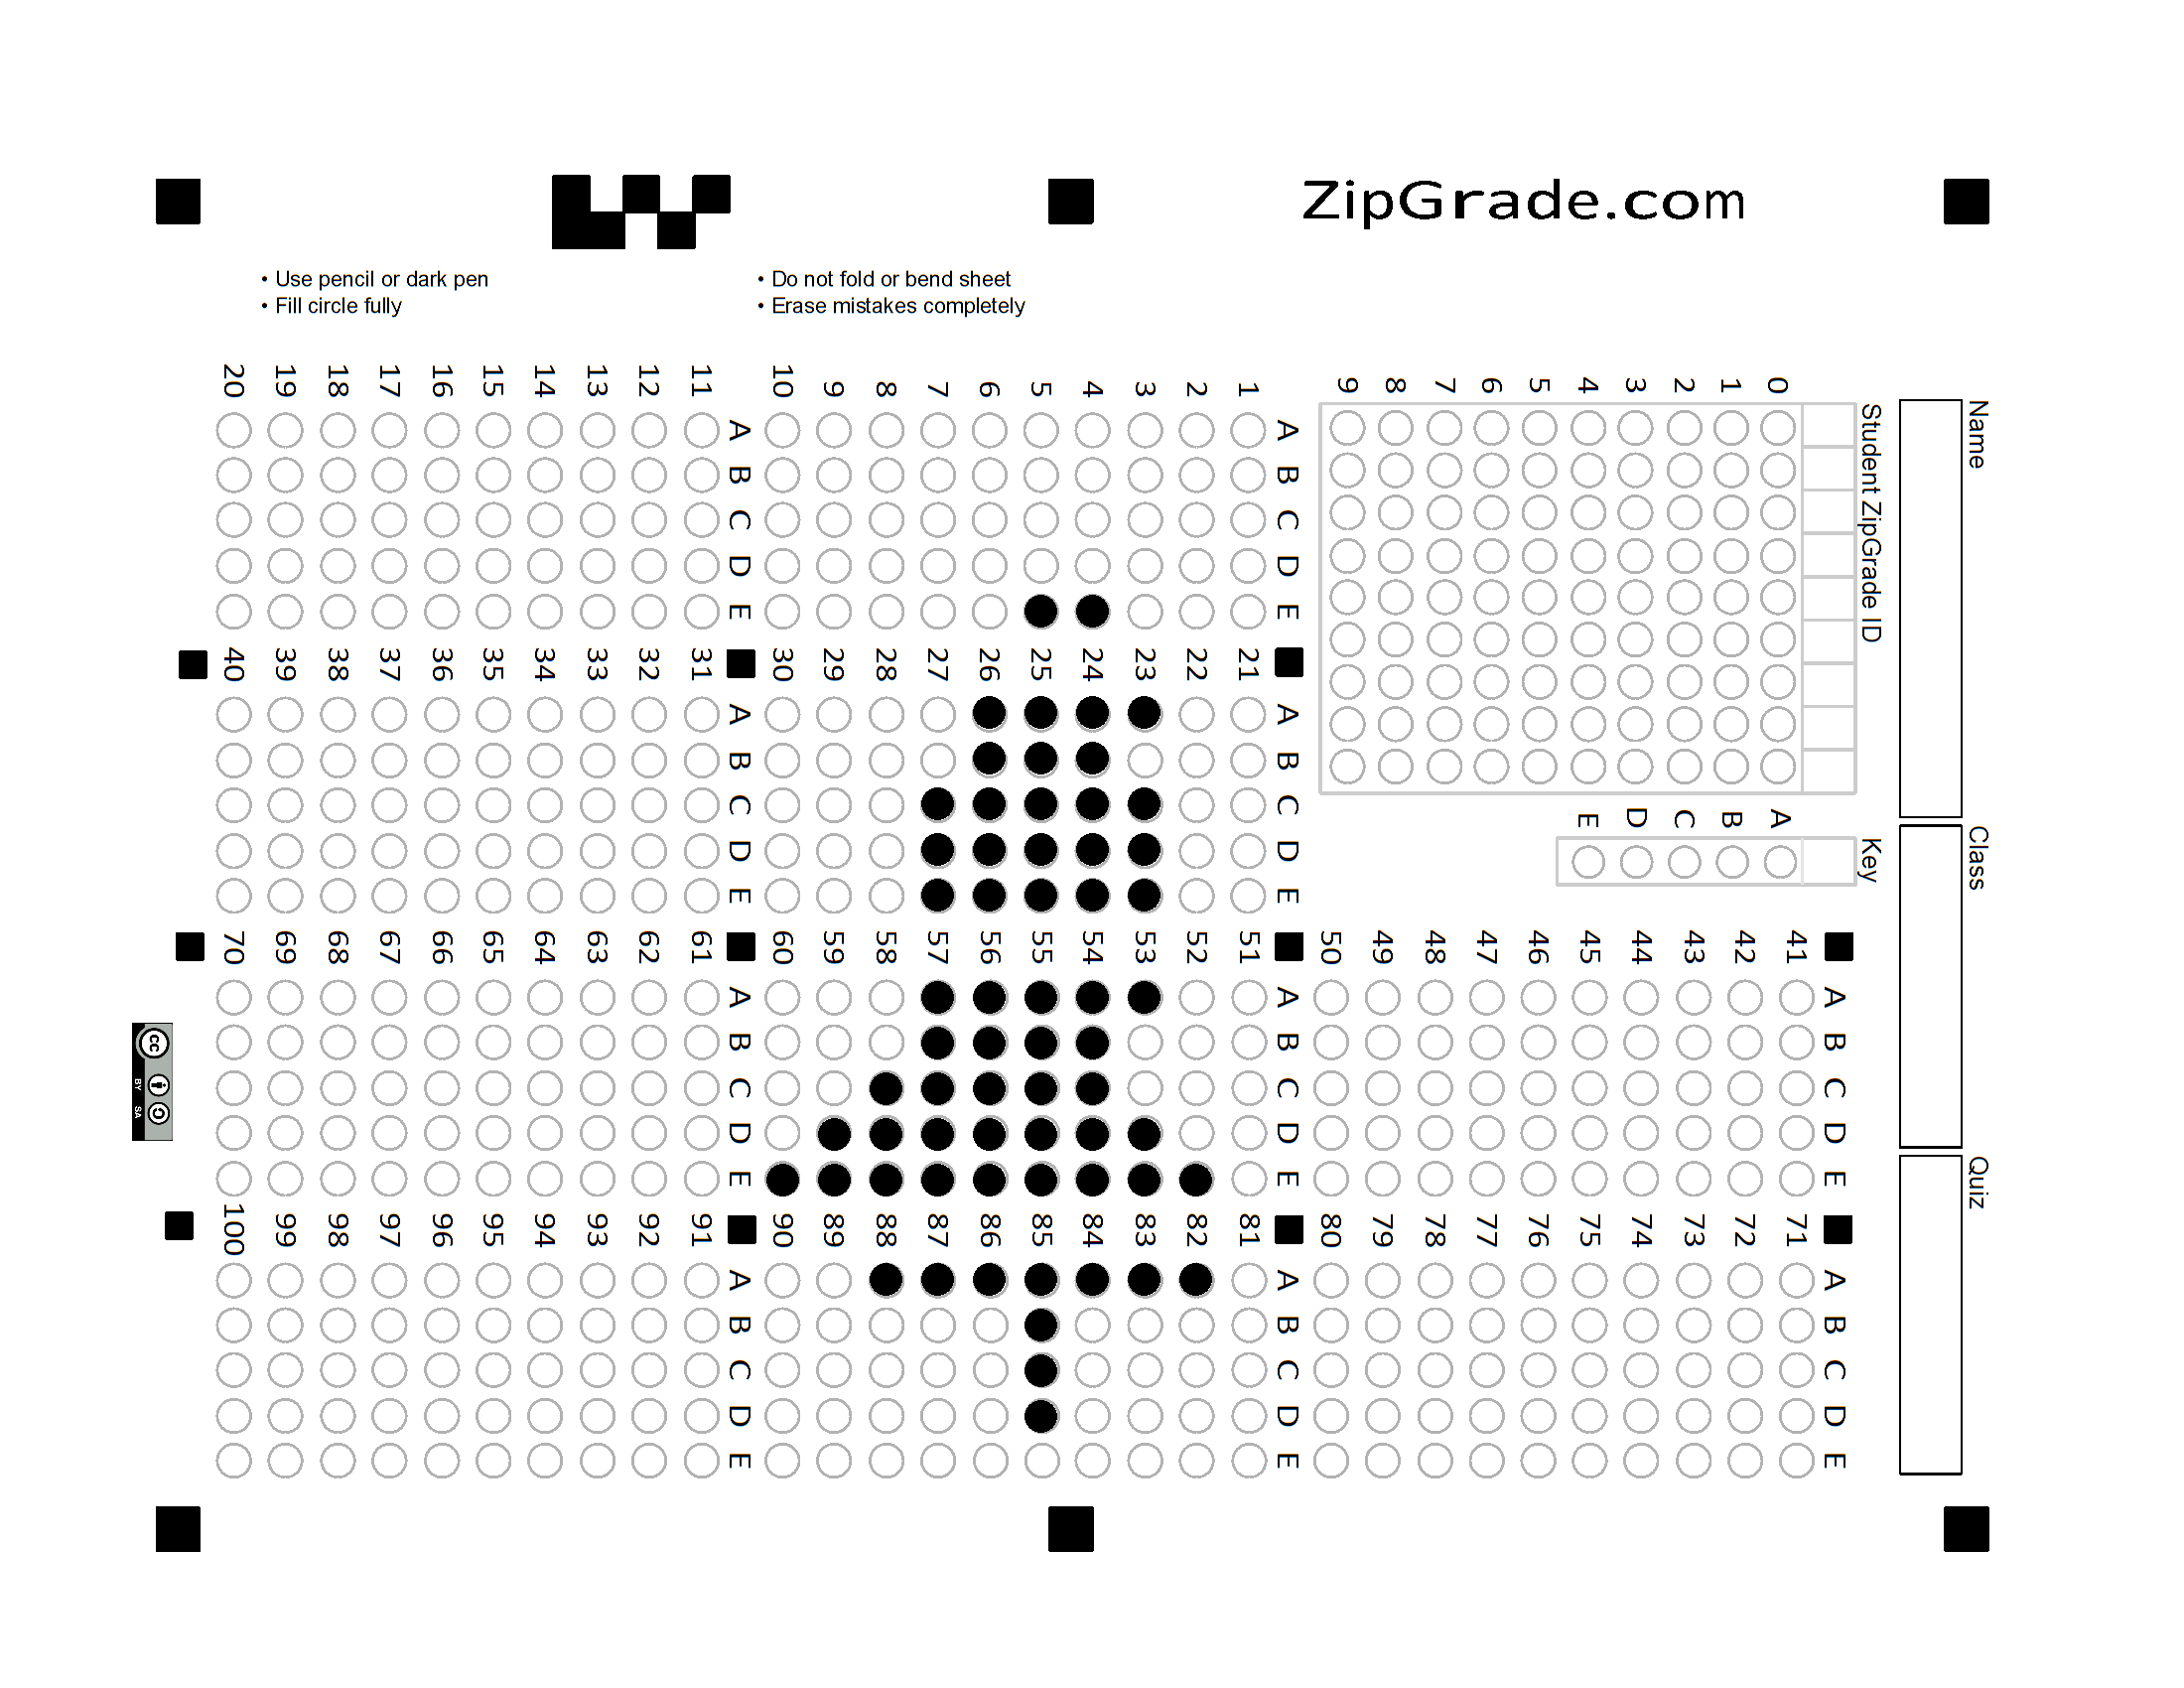 ZipGrade.com
• Use pencil or dark pen
• Fill circle fully
• Do not fold or bend sheet
• Erase mistakes completely
Name
Class
Quiz
Student ZipGrade ID
0 1 2 3 4 5 6 7 8 9
Key
A B C D E
1 2 3 4 5 6 7 8 9 10
A B C D E
11 12 13 14 15 16 17 18 19 20
A B C D E
21 22 23 24 25 26 27 28 29 30
A B C D E
31 32 33 34 35 36 37 38 39 40
A B C D E
41 42 43 44 45 46 47 48 49 50
A B C D E
51 52 53 54 55 56 57 58 59 60
A B C D E
61 62 63 64 65 66 67 68 69 70
A B C D E
71 72 73 74 75 76 77 78 79 80
A B C D E
81 82 83 84 85 86 87 88 89 90
A B C D E
91 92 93 94 95 96 97 98 99 100
A B C D E
cc
BY SA